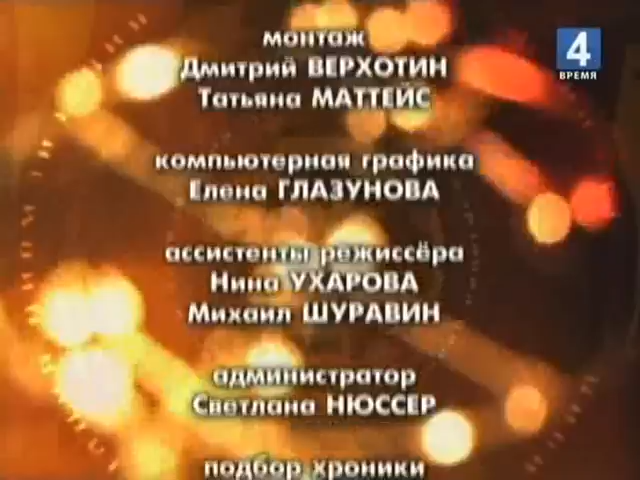 4
ВРЕМЯ
монтаж
Дмитрий ВЕРХОТИН
Татьяна МАТТЕЙС
компьютерная графика
Елена ГЛАЗУНОВА
ассистенты режиссёра
Нина УХАРОВА
Михаил ШУРАВИН
администратор
Светлана НЮССЕР
подбор хроники